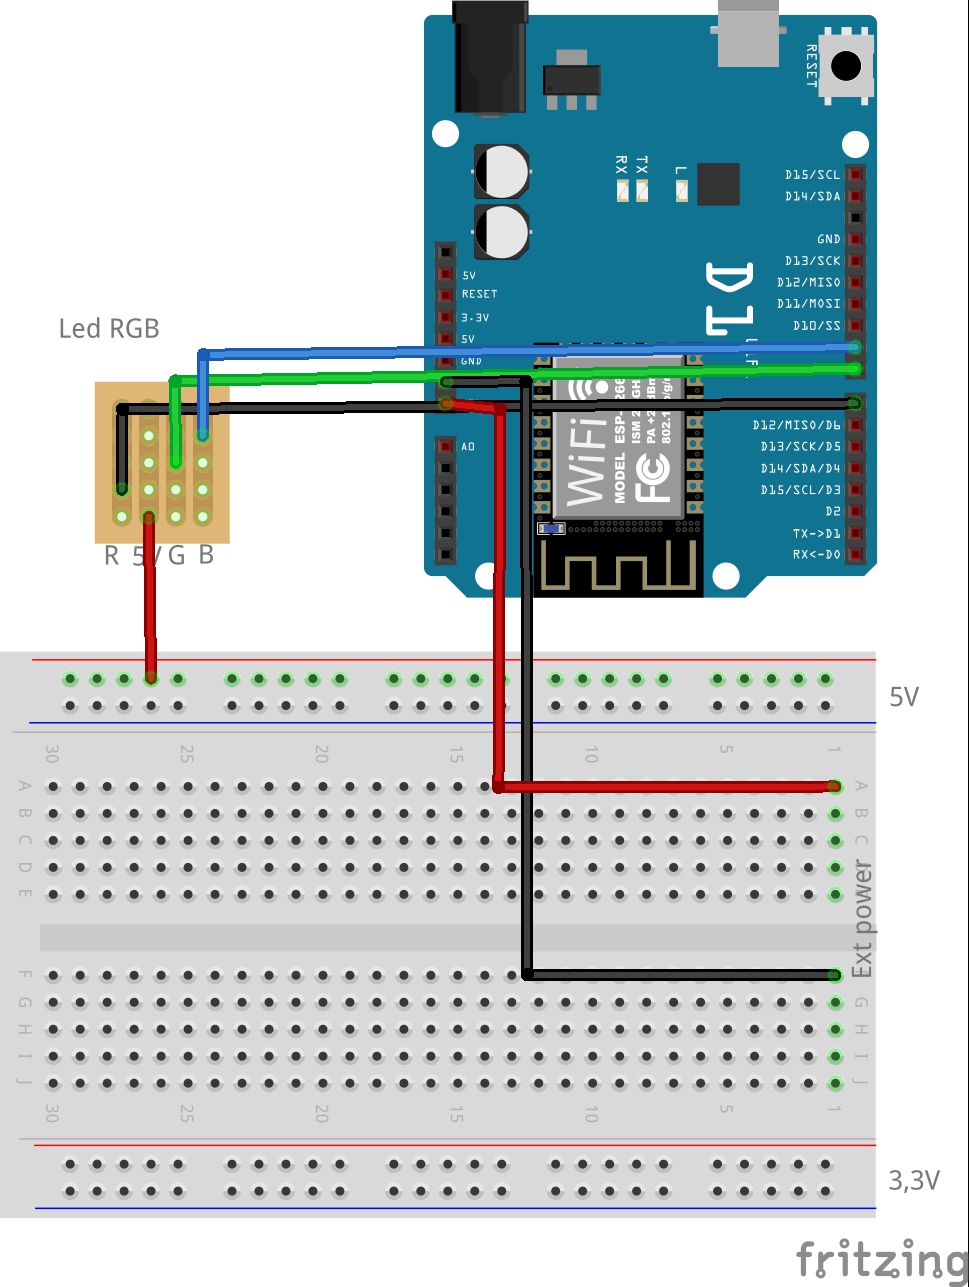 RESET
RX TX L
D15/SCL
D14/SDA
GND
D13/SCK
D12/MISO
D11/MOSI
D10/SS
D1
5V
RESET
3.3V
5V
GND
Led RGB
WiFi
MODEL
FC
A0
D12/MISO/D6
D13/SCK/D5
D14/SDA/D4
D15/SCL/D3
D2
TX->D1
RX<-D0
R 5V G B
5V
30 25 20 15 10 5 1
A A
B B
C C
D
E
Ext power
F
G G
H H
I I
J J
30 25 20 15 10 5 1
3,3V
fritzing